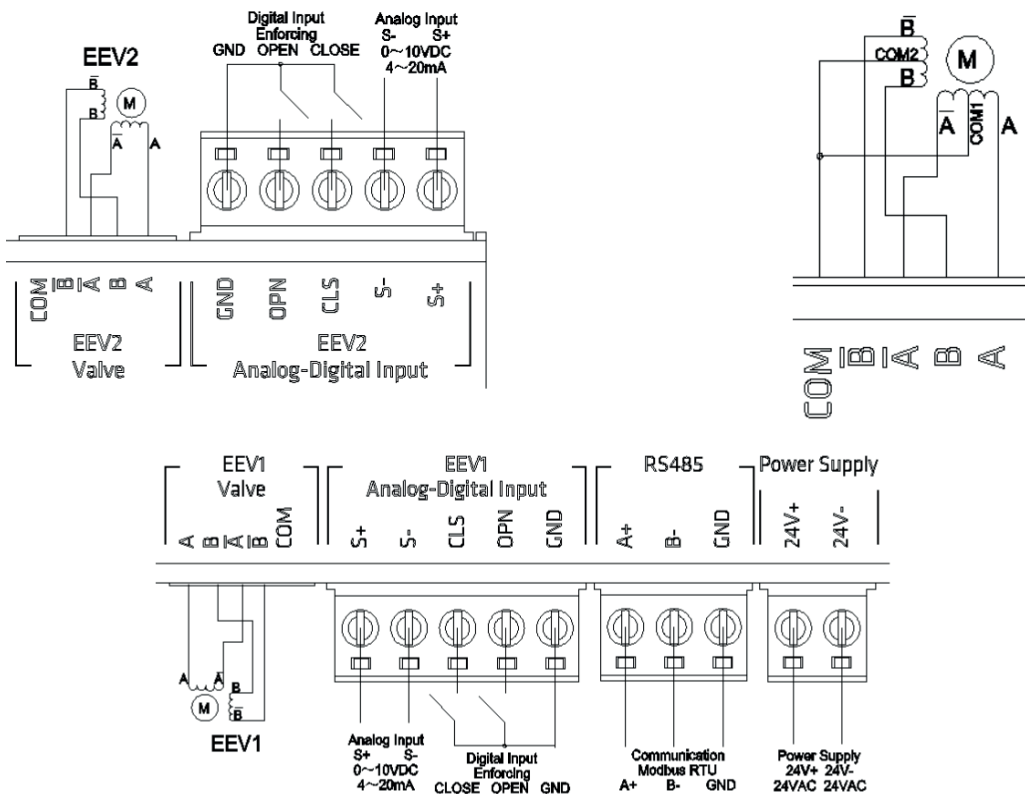 Digital Input
Enforcing
GND OPEN CLOSE
Analog Input
S- S+
0～10VDC
4～20mA
EEV2
B̅
B
M
A̅ A
COM B̅ A̅ B A
EEV2
Valve
GND OPN CLS S- S+
EEV2
Analog-Digital Input
B̅
COM2
B
M
A̅ COM1 A
COM B̅ A̅ B A
EEV1
Valve
A B A̅ B̅ COM
EEV1
Analog-Digital Input
S+ S- CLS OPN GND
RS485
A+ B- GND
Power Supply
24V+ 24V-
A A̅
B
M
B̅
EEV1
Analog Input
S+ S-
0～10VDC
4～20mA
Digital Input
Enforcing
CLOSE OPEN GND
Communication
Modbus RTU
A+ B- GND
Power Supply
24V+ 24V-
24VAC 24VAC